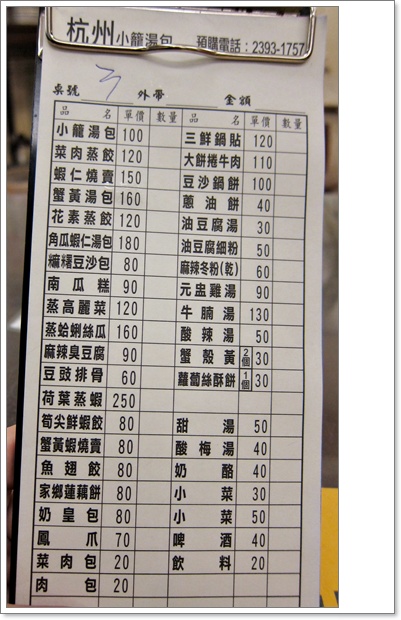 杭州小籠湯包 預購電話：2393-1757
桌號 3 外帶 金額
品名 單價 數量 品名 單價 數量
小籠湯包 100 三鮮鍋貼 120
菜肉蒸餃 120 大餅捲牛肉 110
蝦仁燒賣 150 豆沙鍋餅 100
蟹黃湯包 160 蔥油餅 40
花素蒸餃 120 油豆腐湯 30
角瓜蝦仁湯包 180 油豆腐細粉 50
豆沙包 80 麻辣冬粉(乾) 60
南瓜糕 90 元盅雞湯 90
蒸高麗菜 120 牛腩湯 130
蒸蛤蜊絲瓜 160 酸辣湯 50
麻辣臭豆腐 90 蟹殼黃 2個 30
豆豉排骨 60 蘿蔔絲酥餅 1個 30
荷葉蒸蝦 250
筍尖鮮蝦餃 80 甜湯 50
蟹黃蝦燒賣 80 酸梅湯 40
魚翅餃 80 奶酪 40
家鄉蓮藕餅 80 小菜 30
奶皇包 80 小菜 50
鳳爪 70 啤酒 40
菜肉包 20 飲料 20
肉包 20